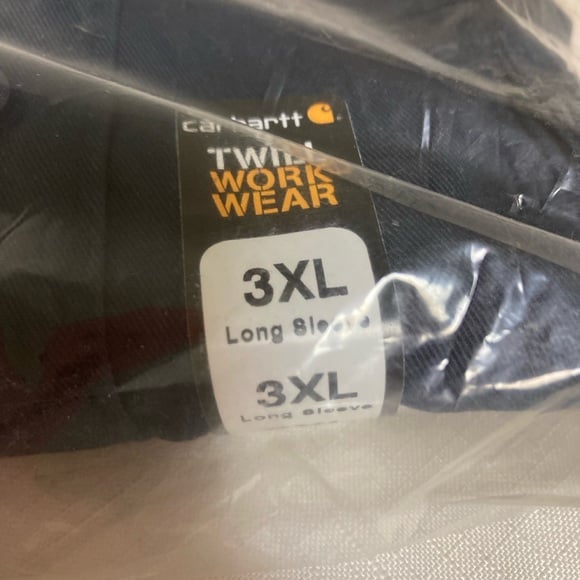 carhartt
TWILL
WORK
WEAR
3XL
Long Sleeve
3XL
Long Sleeve